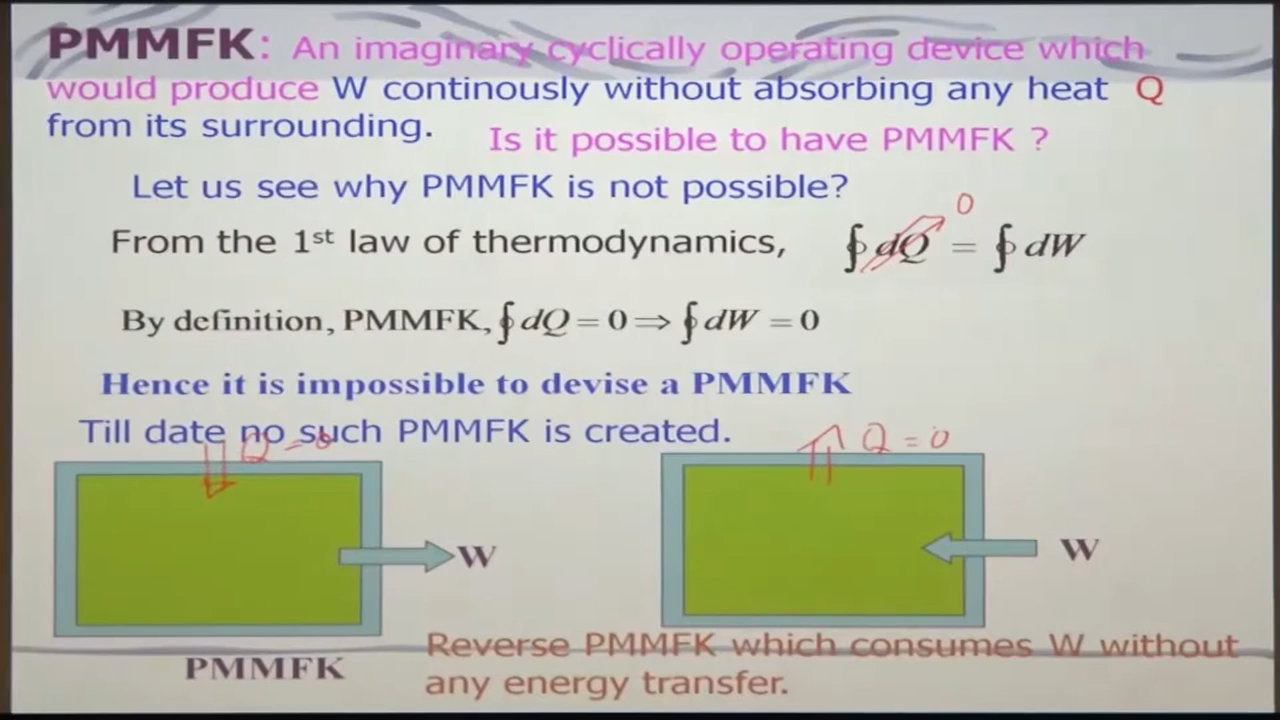 PMMFK: An imaginary cyclically operating device which
would produce W continously without absorbing any heat Q
from its surrounding.
Is it possible to have PMMFK ?
Let us see why PMMFK is not possible?
0
From the 1st law of thermodynamics, ∮dQ = ∮dW
By definition, PMMFK, ∮dQ = 0 ⇒ ∮dW = 0
Hence it is impossible to devise a PMMFK
Till date no such PMMFK is created.
Q = 0
Q = 0
W
W
PMMFK
Reverse PMMFK which consumes W without
any energy transfer.